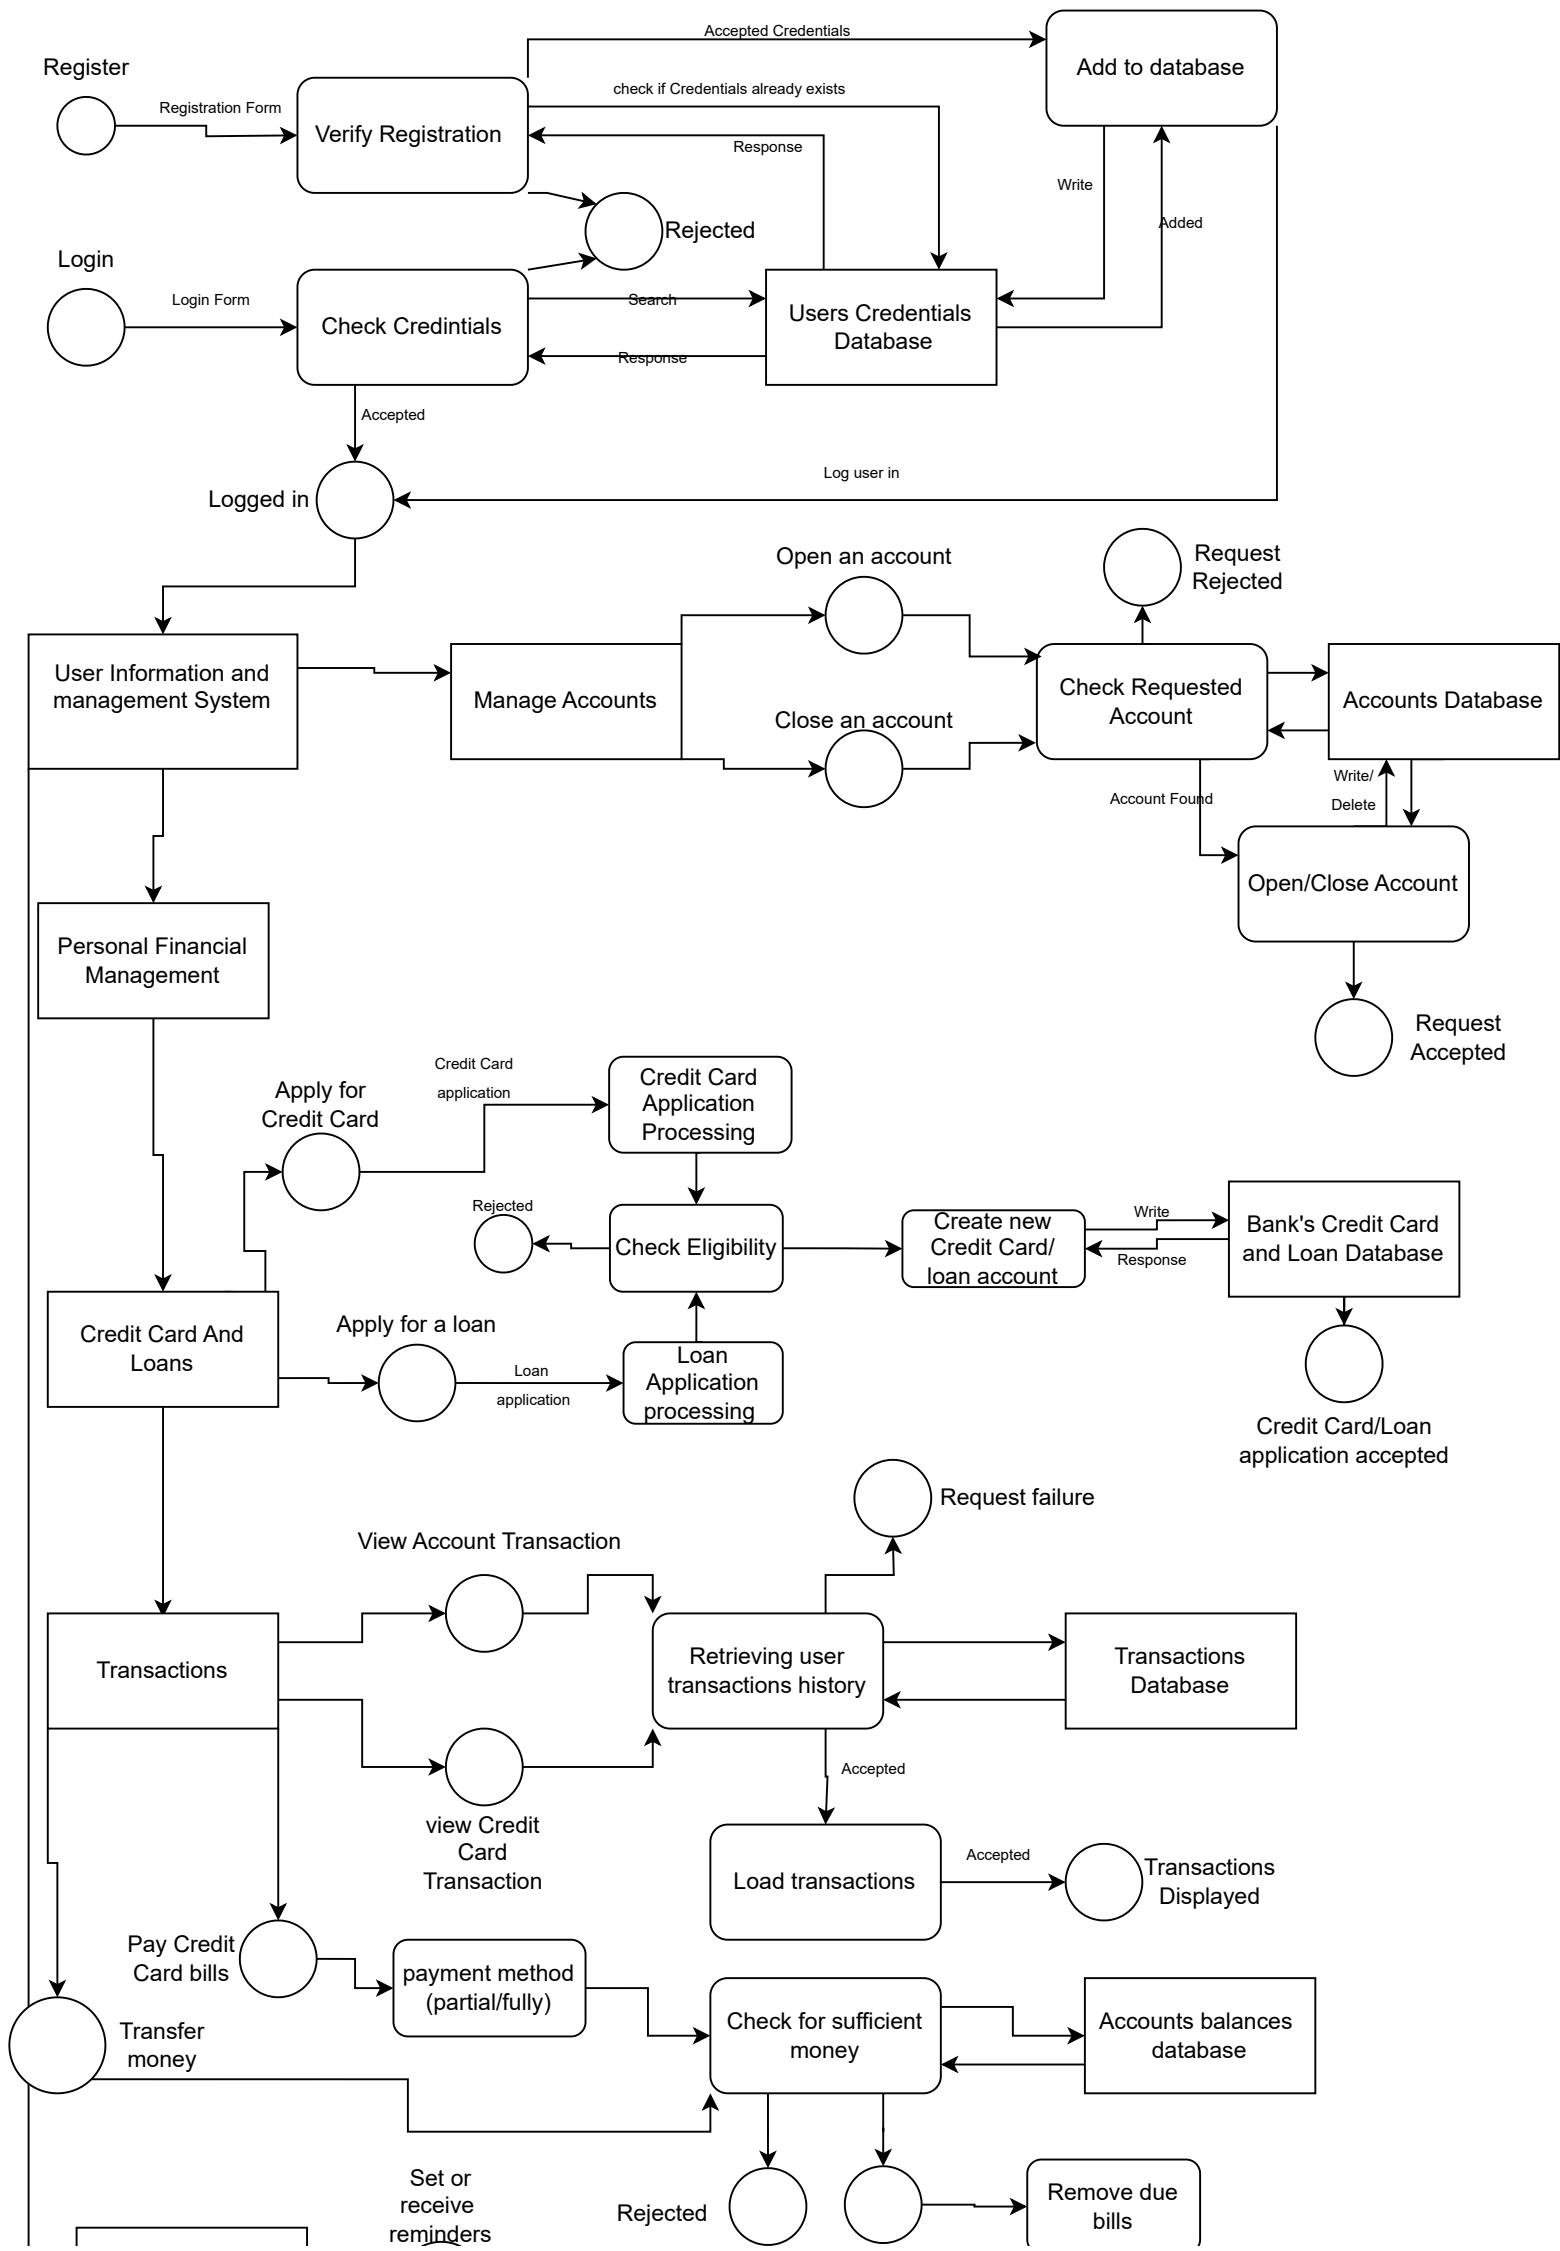 Accepted Credentials
Add to database
Register
Registration Form
check if Credentials already exists
Verify Registration
Response
Write
Added
Rejected
Login
Login Form
Check Credintials
Search
Response
Users Credentials
Database
Accepted
Log user in
Logged in
Open an account
Request
Rejected
User Information and
management System
Manage Accounts
Check Requested
Account
Accounts Database
Close an account
Write/
Delete
Account Found
Open/Close Account
Personal Financial
Management
Request
Accepted
Credit Card
application
Credit Card
Application
Processing
Apply for
Credit Card
Rejected
Check Eligibility
Create new
Credit Card/
loan account
Write
Response
Bank's Credit Card
and Loan Database
Credit Card And
Loans
Apply for a loan
Loan
application
Loan
Application
processing
Credit Card/Loan
application accepted
Request failure
View Account Transaction
Transactions
Retrieving user
transactions history
Transactions
Database
Accepted
view Credit
Card
Transaction
Load transactions
Accepted
Transactions
Displayed
Pay Credit
Card bills
payment method
(partial/fully)
Check for sufficient
money
Accounts balances
database
Transfer
money
Set or
receive
reminders
Rejected
Remove due
bills